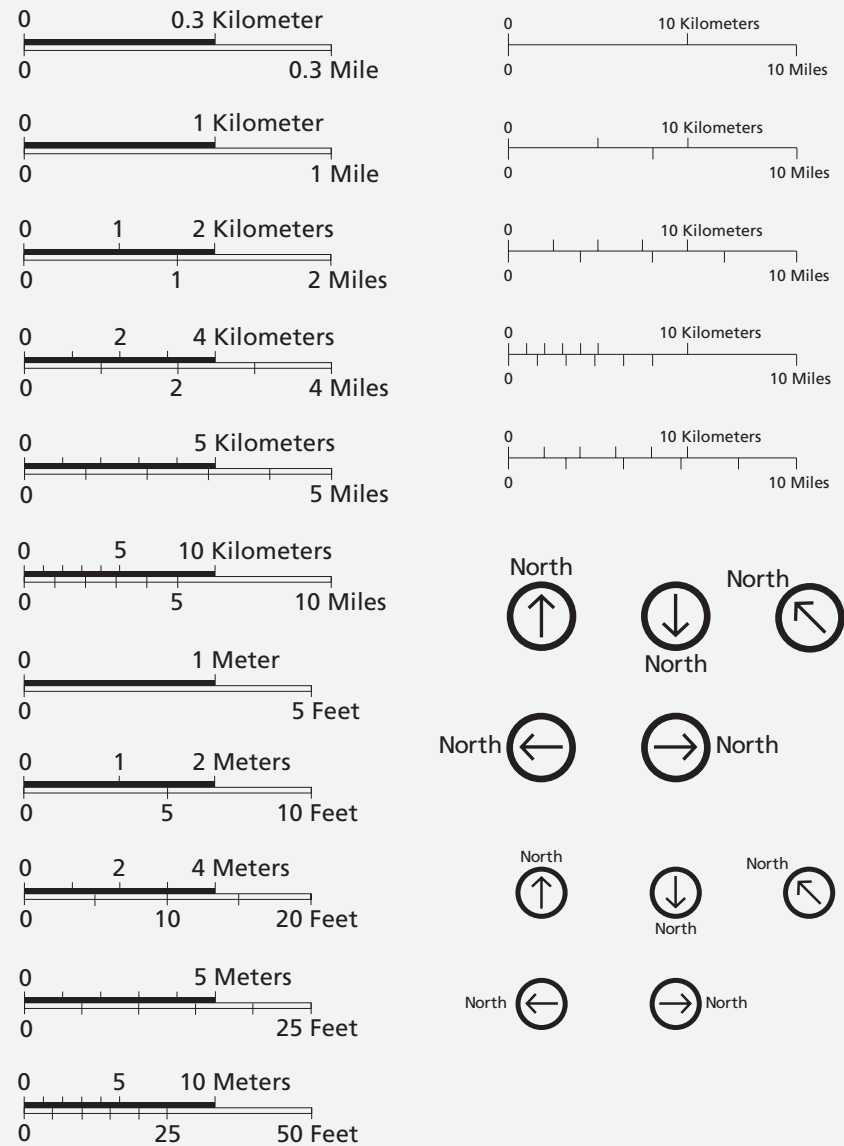 0 0.3 Kilometer
0 0.3 Mile
0 1 Kilometer
0 1 Mile
0 1 2 Kilometers
0 1 2 Miles
0 2 4 Kilometers
0 2 4 Miles
0 5 Kilometers
0 5 Miles
0 5 10 Kilometers
0 5 10 Miles
0 1 Meter
0 5 Feet
0 1 2 Meters
0 5 10 Feet
0 2 4 Meters
0 10 20 Feet
0 5 Meters
0 25 Feet
0 5 10 Meters
0 25 50 Feet
0 10 Kilometers
0 10 Miles
0 10 Kilometers
0 10 Miles
0 10 Kilometers
0 10 Miles
0 10 Kilometers
0 10 Miles
0 10 Kilometers
0 10 Miles
North
North
North
North
North
North
North
North
North
North